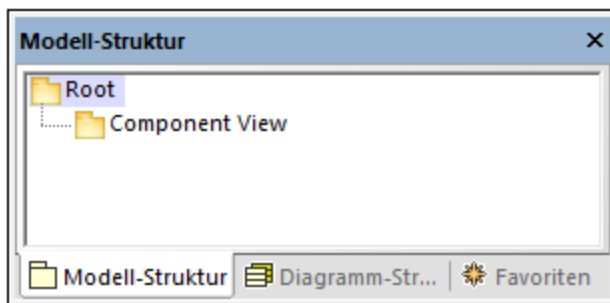 Modell-Struktur
Root
Component View
Modell-Struktur Diagramm-Str... Favoriten